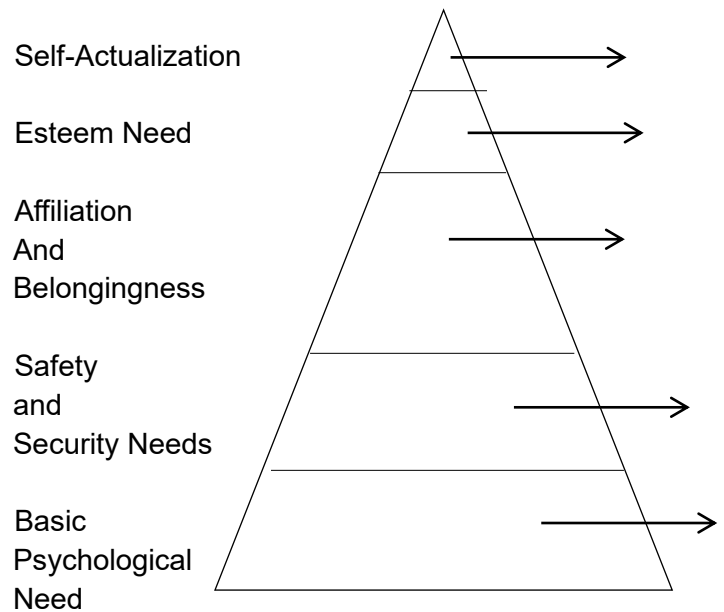 Self-Actualization
Esteem Need
Affiliation
And
Belongingness
Safety
and
Security Needs
Basic
Psychological
Need